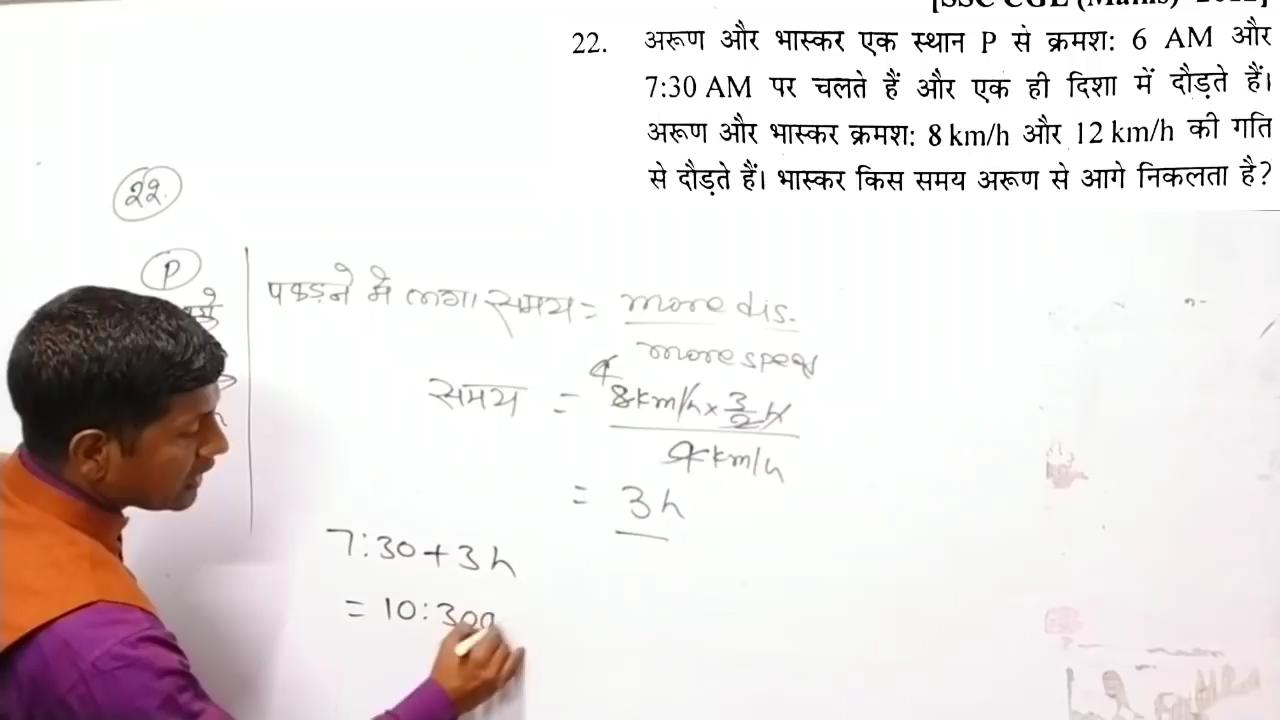 22. अरूण और भास्कर एक स्थान P से क्रमश: 6 AM और
7:30 AM पर चलते हैं और एक ही दिशा में दौड़ते हैं।
अरूण और भास्कर क्रमश: 8 km/h और 12 km/h की गति
से दौड़ते हैं। भास्कर किस समय अरूण से आगे निकलता है?
22.
P
पकड़ने में लगा समय = more dis.
more speed
समय = 8km/h x 3/2 h
4km/h
= 3h
7:30 + 3h
= 10:30